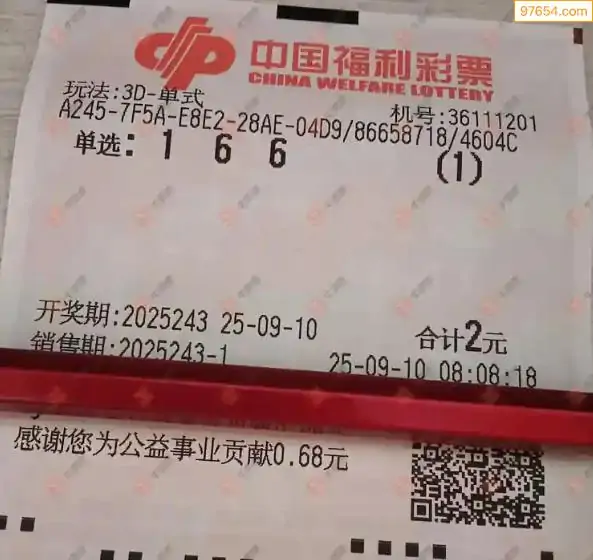 97654.com
中国福利彩票
CHINA WELFARE LOTTERY
玩法:3D-单式 机号:36111201
A245-7F5A-E8E2-28AE-04D9/86658718/4604C
单选: 1 6 6 (1)
开奖期:2025243 25-09-10 合计2元
销售期:2025243-1 25-09-10 08:08:18
感谢您为公益事业贡献0.68元